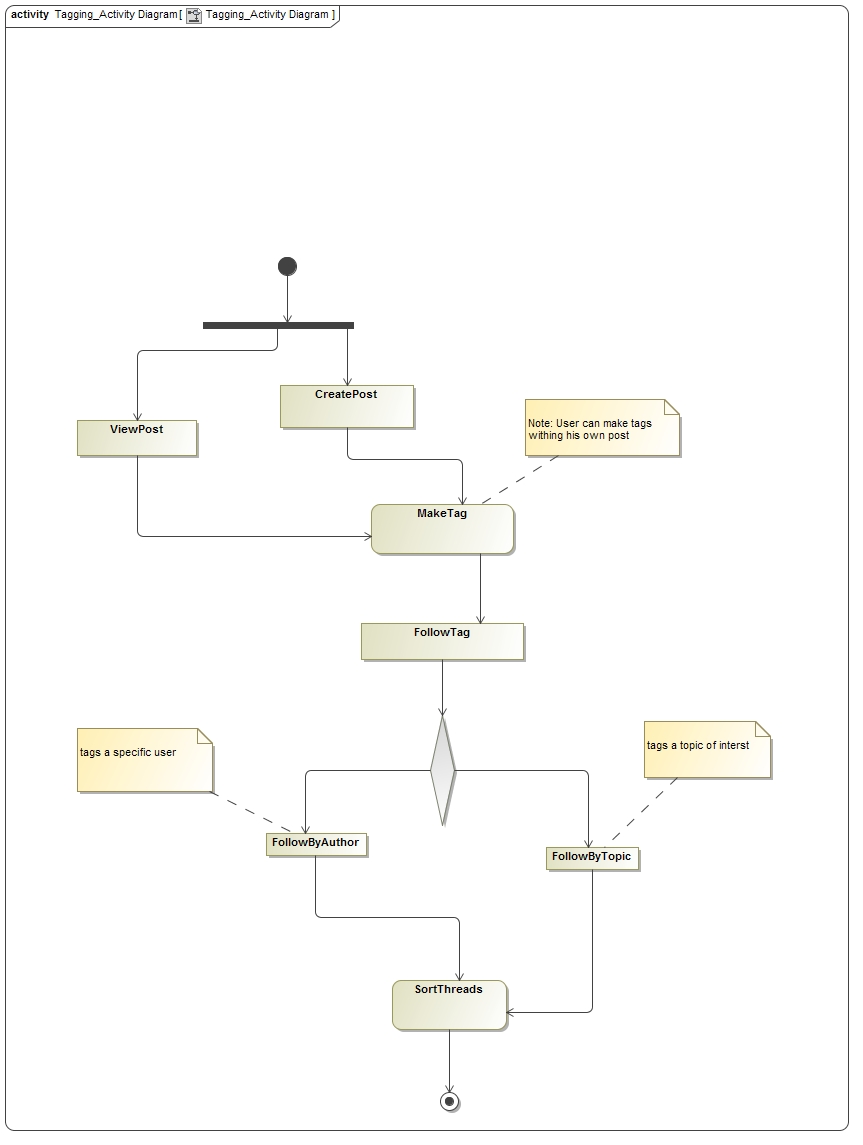 activity Tagging_Activity Diagram[ Tagging_Activity Diagram ]
CreatePost
ViewPost
Note: User can make tags
withing his own post
MakeTag
FollowTag
tags a specific user
tags a topic of interst
FollowByAuthor
FollowByTopic
SortThreads